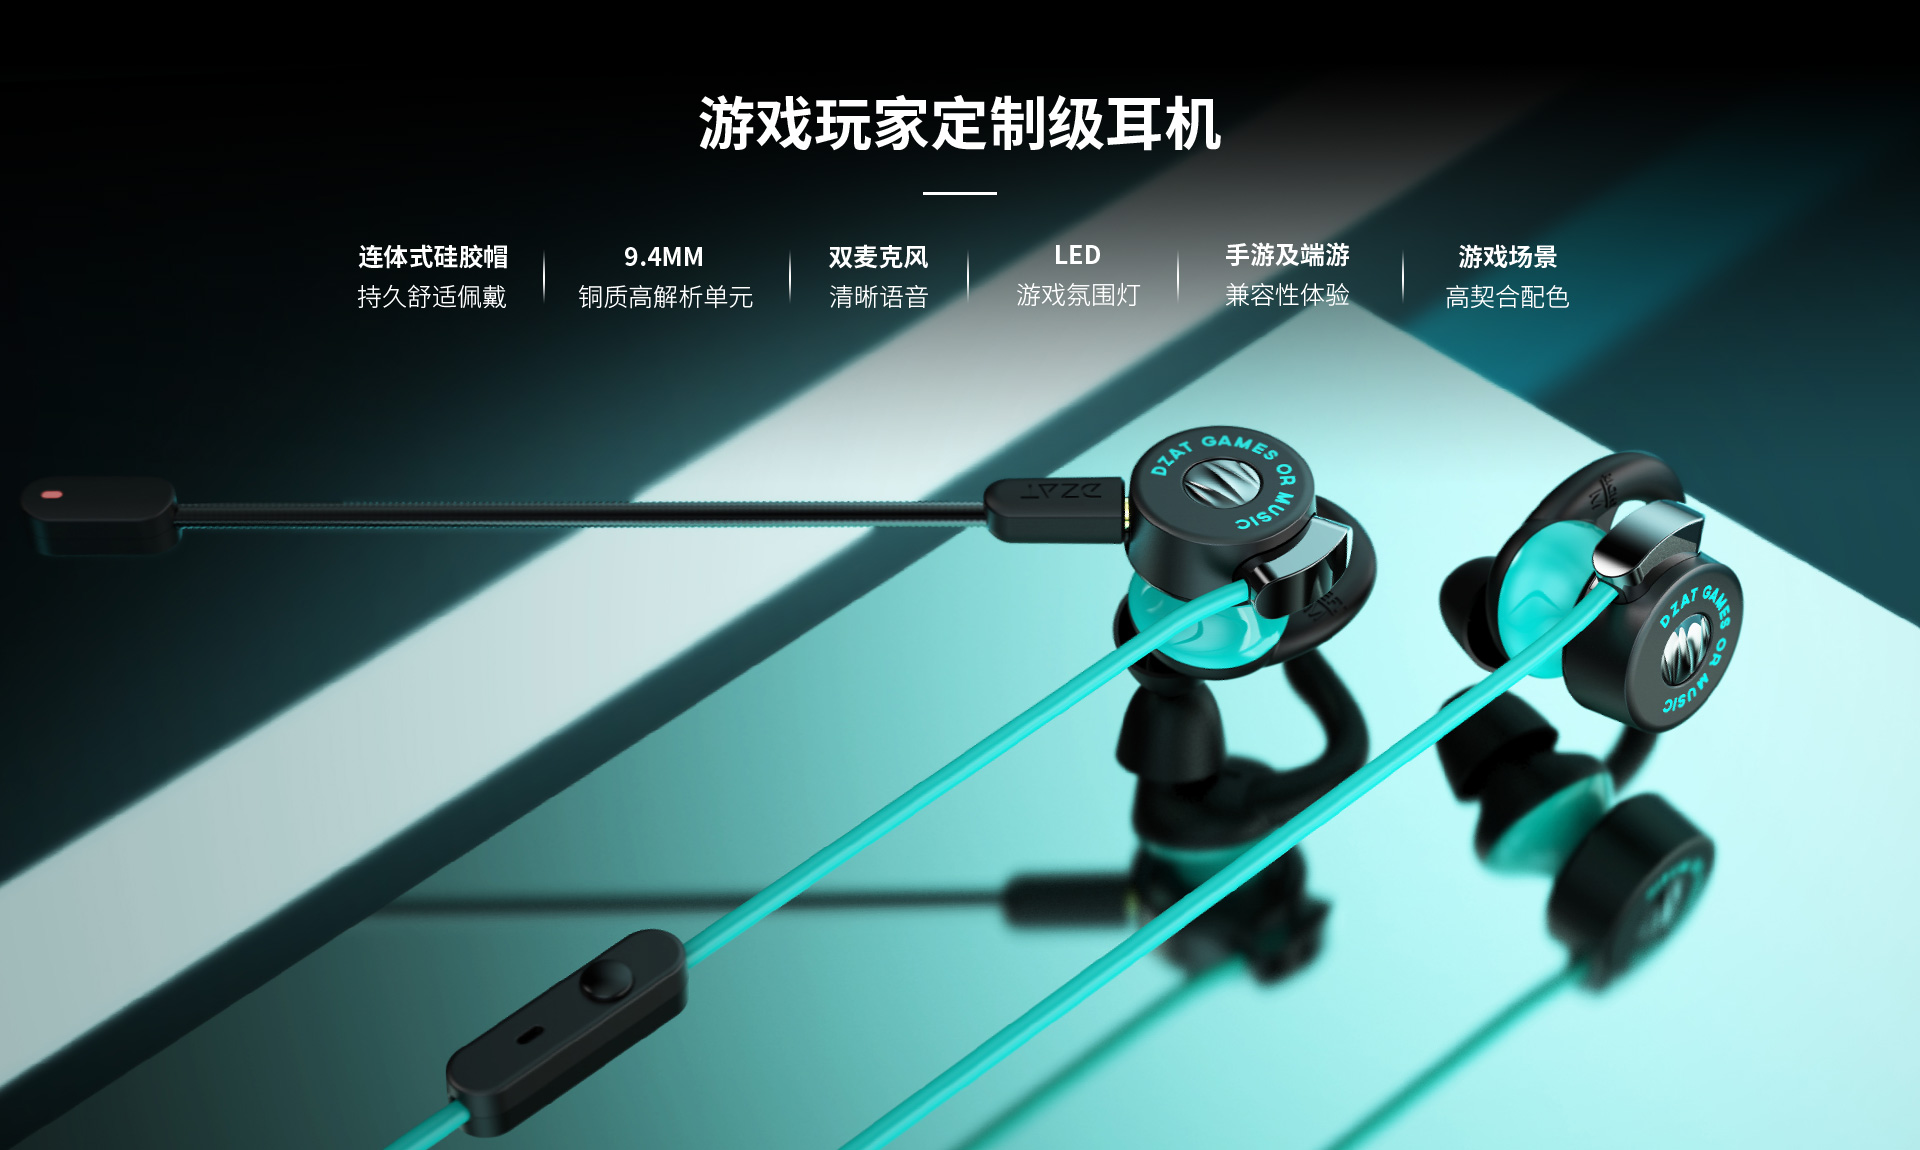 游戏玩家定制级耳机
连体式硅胶帽
持久舒适佩戴
9.4MM
铜质高解析单元
双麦克风
清晰语音
LED
游戏氛围灯
手游及端游
兼容性体验
游戏场景
高契合配色
DZAT
DZAT GAMES OR MUSIC
DZAT GAMES OR MUSIC